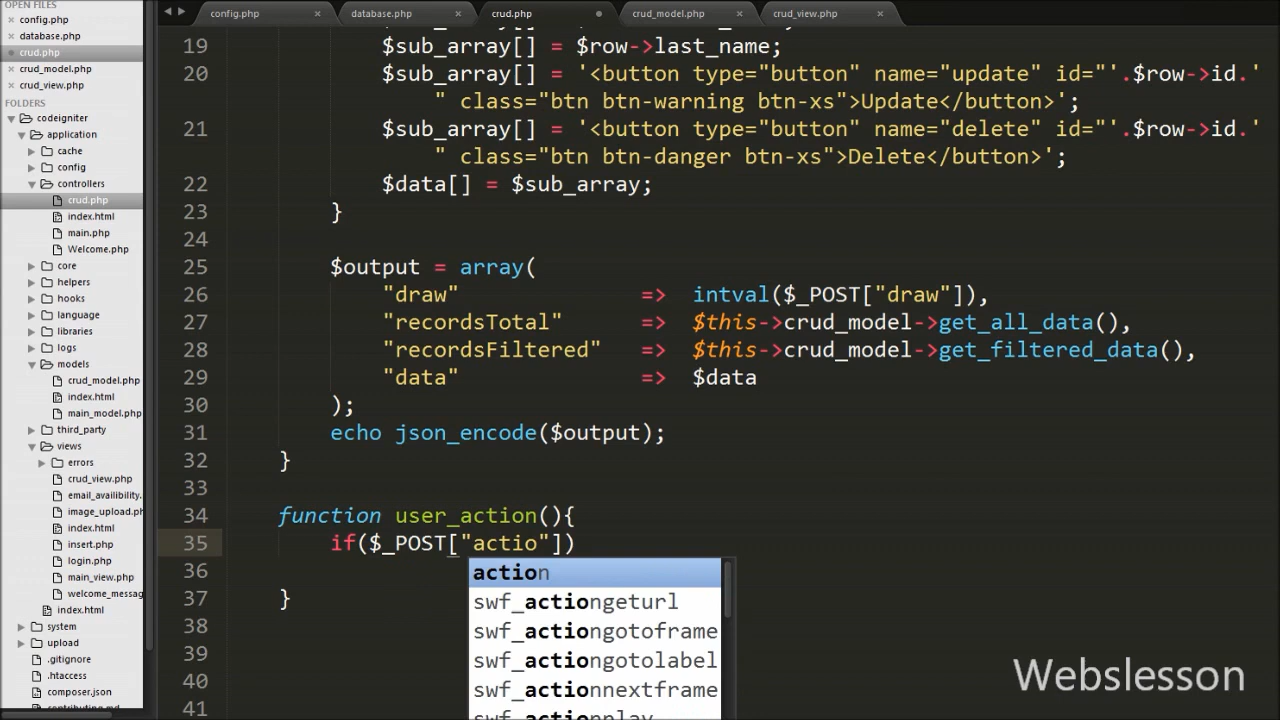 OPEN FILES
config.php
database.php
crud.php
crud_model.php
crud_view.php
FOLDERS
codeigniter
application
cache
config
controllers
crud.php
index.html
main.php
Welcome.php
core
helpers
hooks
language
libraries
logs
models
crud_model.php
index.html
main_model.php
third_party
views
errors
crud_view.php
email_availibility.
image_upload.ph
index.html
insert.php
login.php
main_view.php
welcome_messag
index.html
system
upload
.gitignore
.htaccess
composer.json
config.php
database.php
crud.php
crud_model.php
crud_view.php
19 $sub_array[] = $row->last_name;
20 $sub_array[] = '<button type="button" name="update" id="'.$row->id.'
" class="btn btn-warning btn-xs">Update</button>';
21 $sub_array[] = '<button type="button" name="delete" id="'.$row->id.'
" class="btn btn-danger btn-xs">Delete</button>';
22 $data[] = $sub_array;
23 }
24
25 $output = array(
26 "draw" => intval($_POST["draw"]),
27 "recordsTotal" => $this->crud_model->get_all_data(),
28 "recordsFiltered" => $this->crud_model->get_filtered_data(),
29 "data" => $data
30 );
31 echo json_encode($output);
32 }
33
34 function user_action(){
35 if($_POST["actio"])
36
37 }
38
39
40
41
action
swf_actiongeturl
swf_actiongotoframe
swf_actiongotolabel
swf_actionnextframe
swf_actionplay
Webslesson